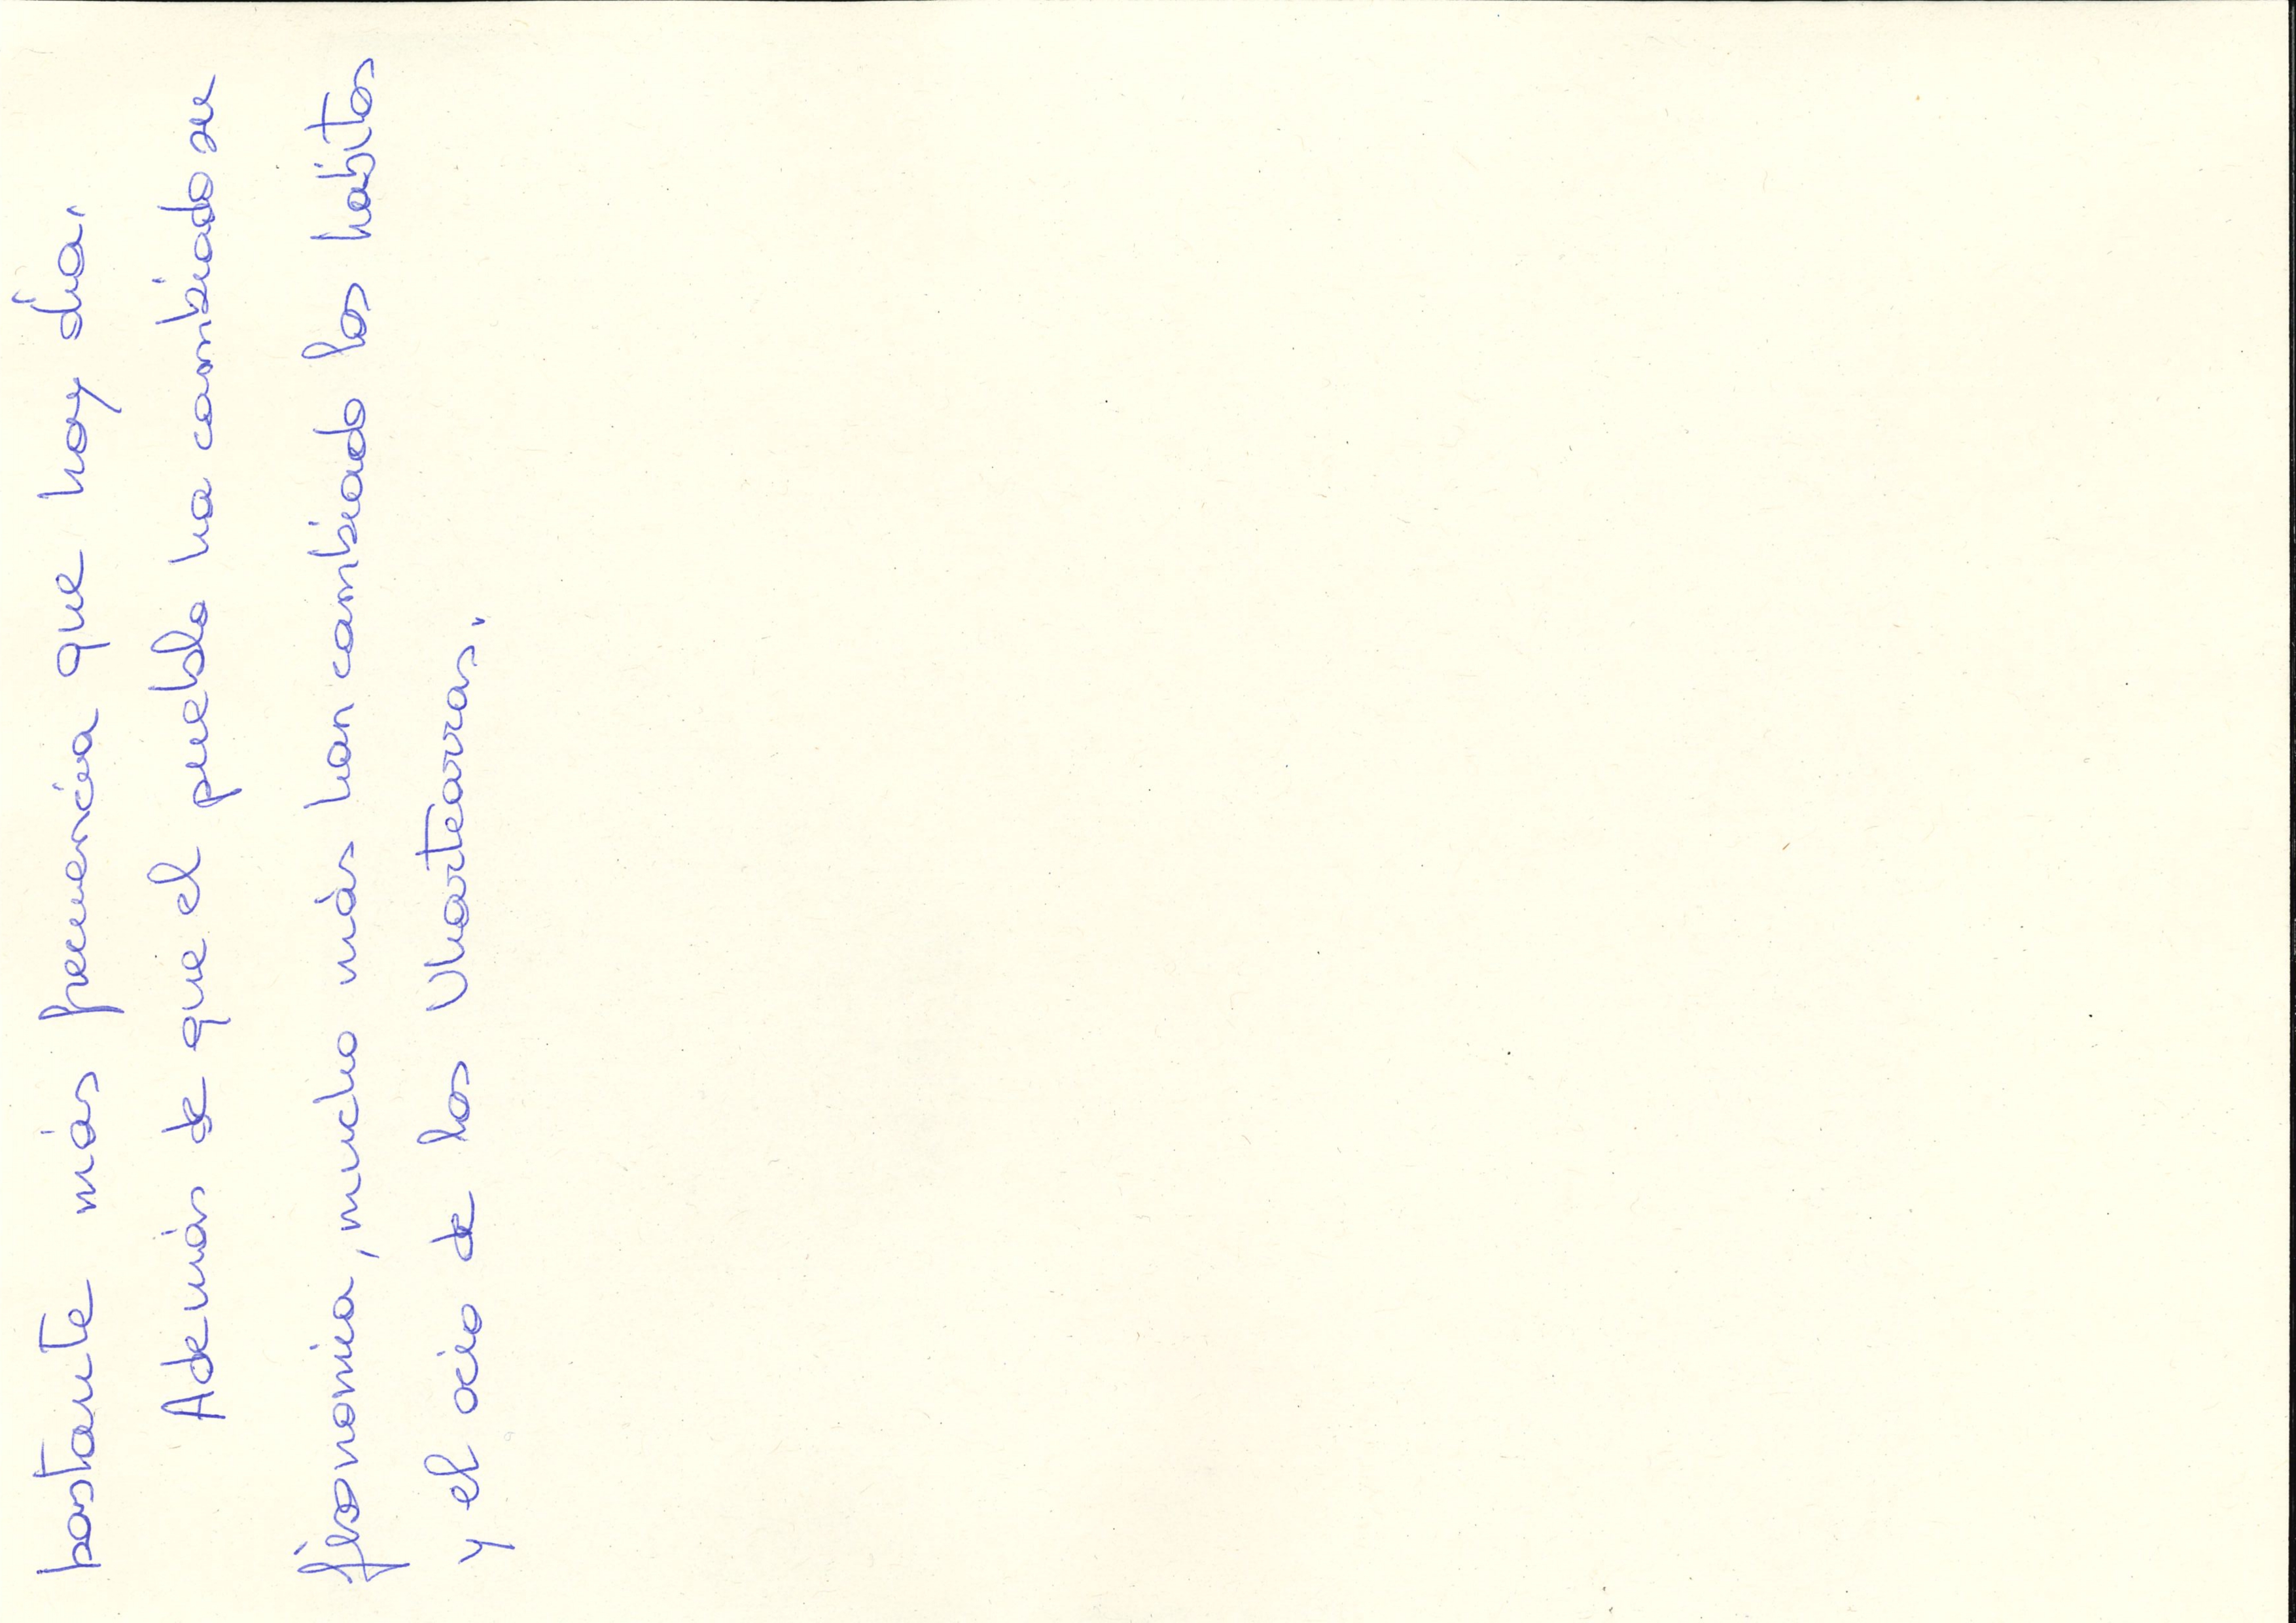 bastante más frecuencia que hoy día.
Además de que el pueblo ha cambiado su
fisonomia, mucho más han cambiado los habitos
y el ocio de los Uhartearras.